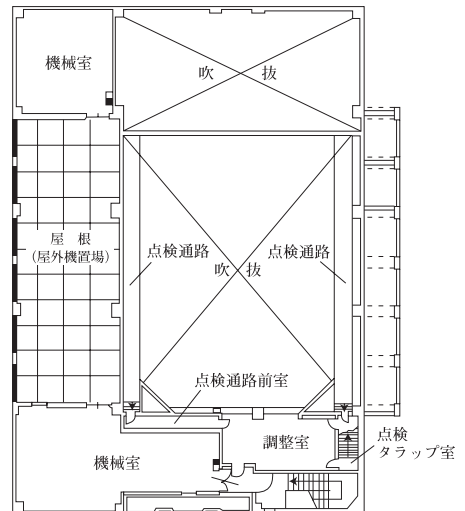 機械室
吹 抜
屋 根
(屋外機置場)
点検通路
点検通路
吹 抜
点検通路前室
調整室
点検
タラップ室
機械室